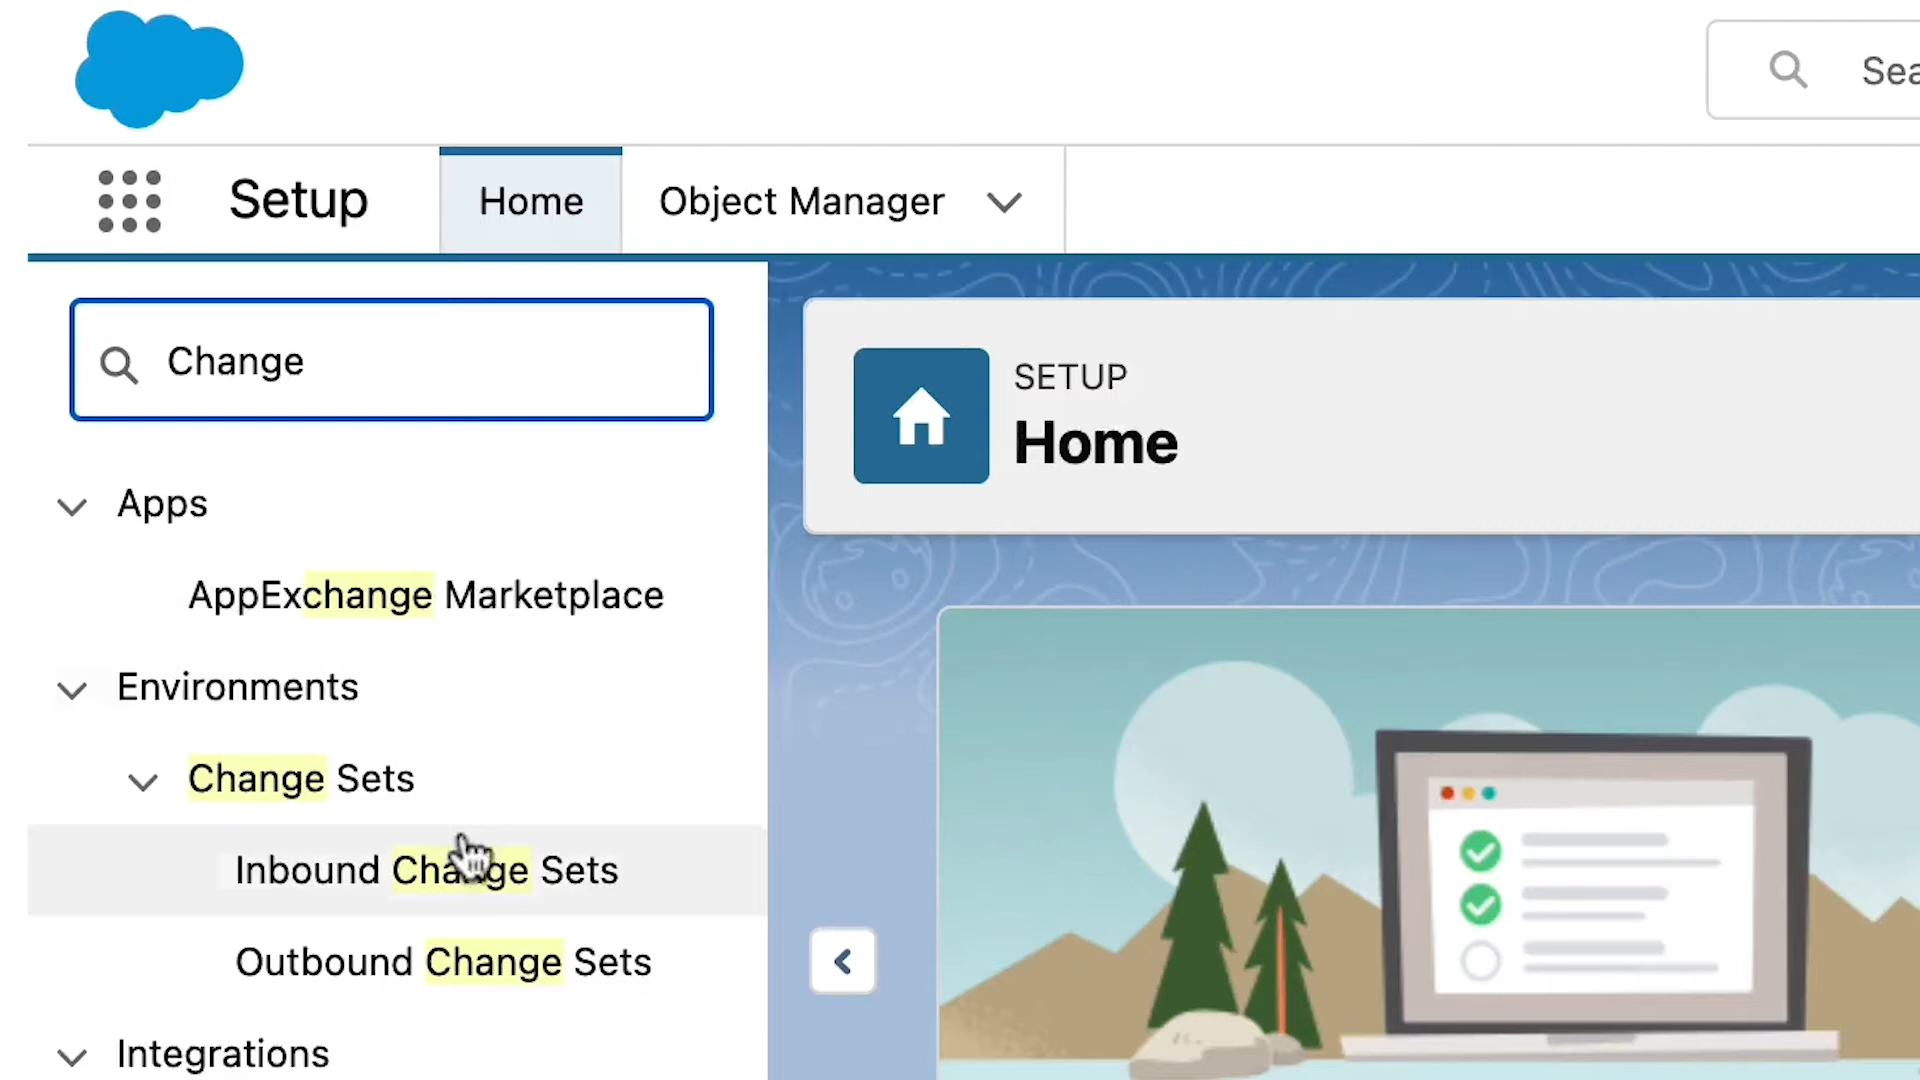 Sea
Setup
Home
Object Manager
Change
SETUP
Home
Apps
AppExchange Marketplace
Environments
Change Sets
Inbound Change Sets
Outbound Change Sets
Integrations